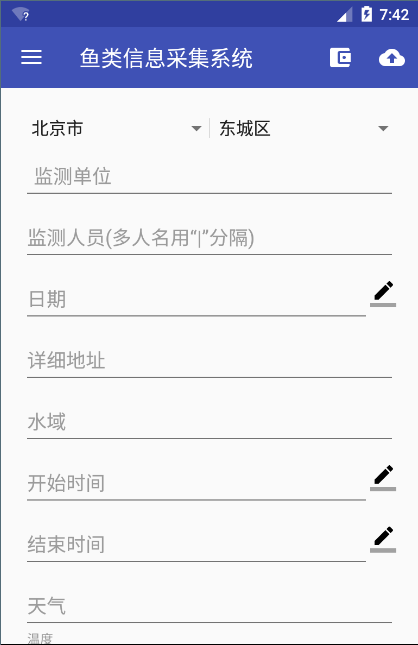 7:42
鱼类信息采集系统
北京市 东城区
监测单位
监测人员(多人名用“|”分隔)
日期
详细地址
水域
开始时间
结束时间
天气
温度